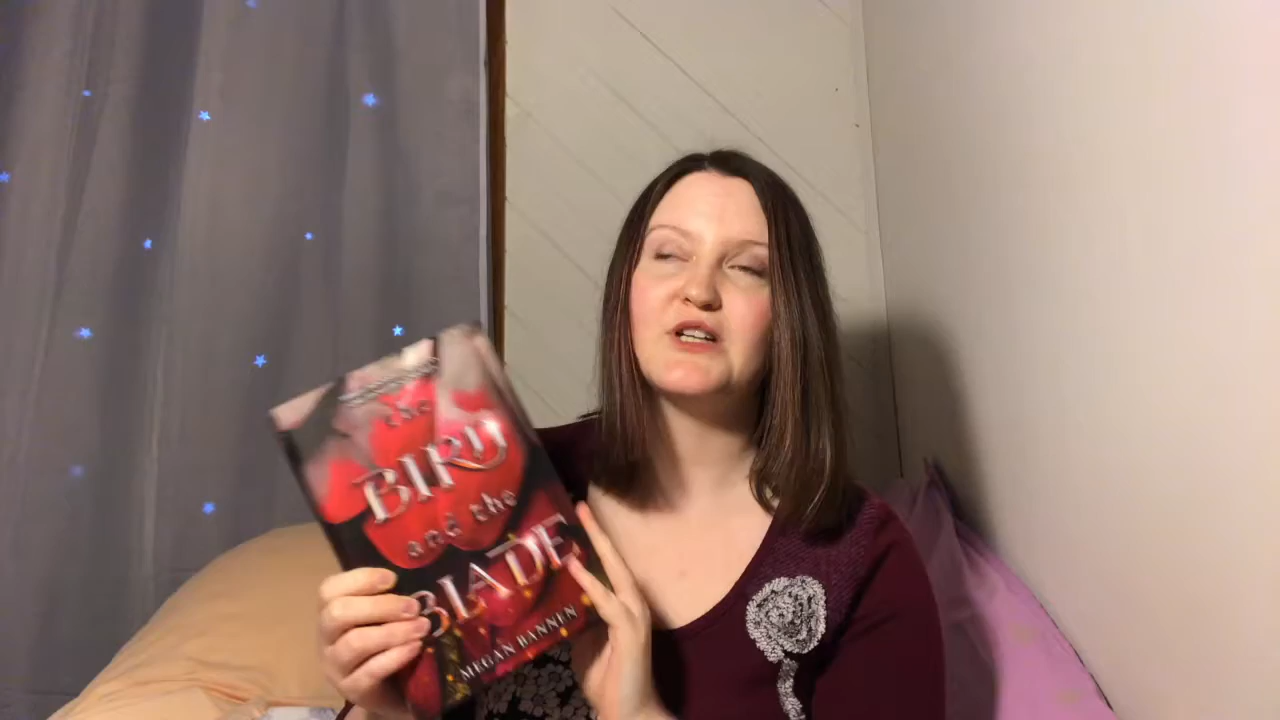 the
BIRD
and the
BLADE
MEGAN BANNEN